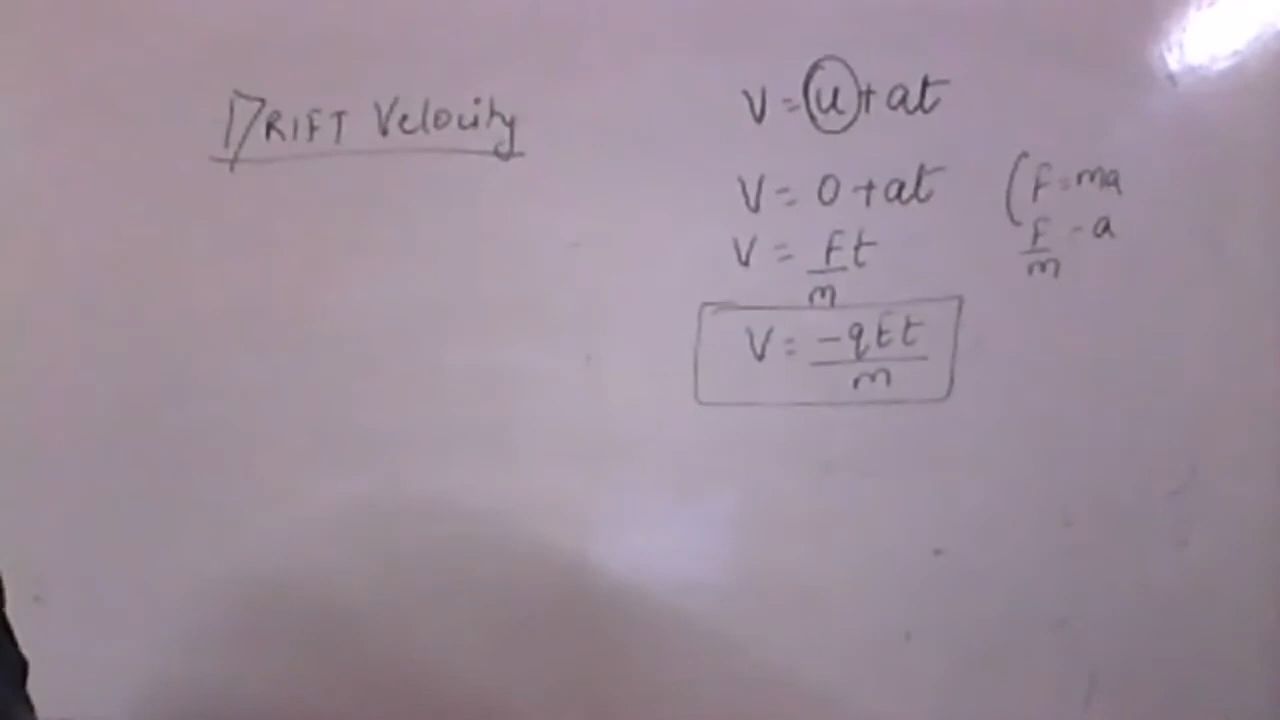 DRIFT Velocity
V = u + at
V = 0 + at
(F = ma
V = Ft
m
F = a
m
V = -qEt
m